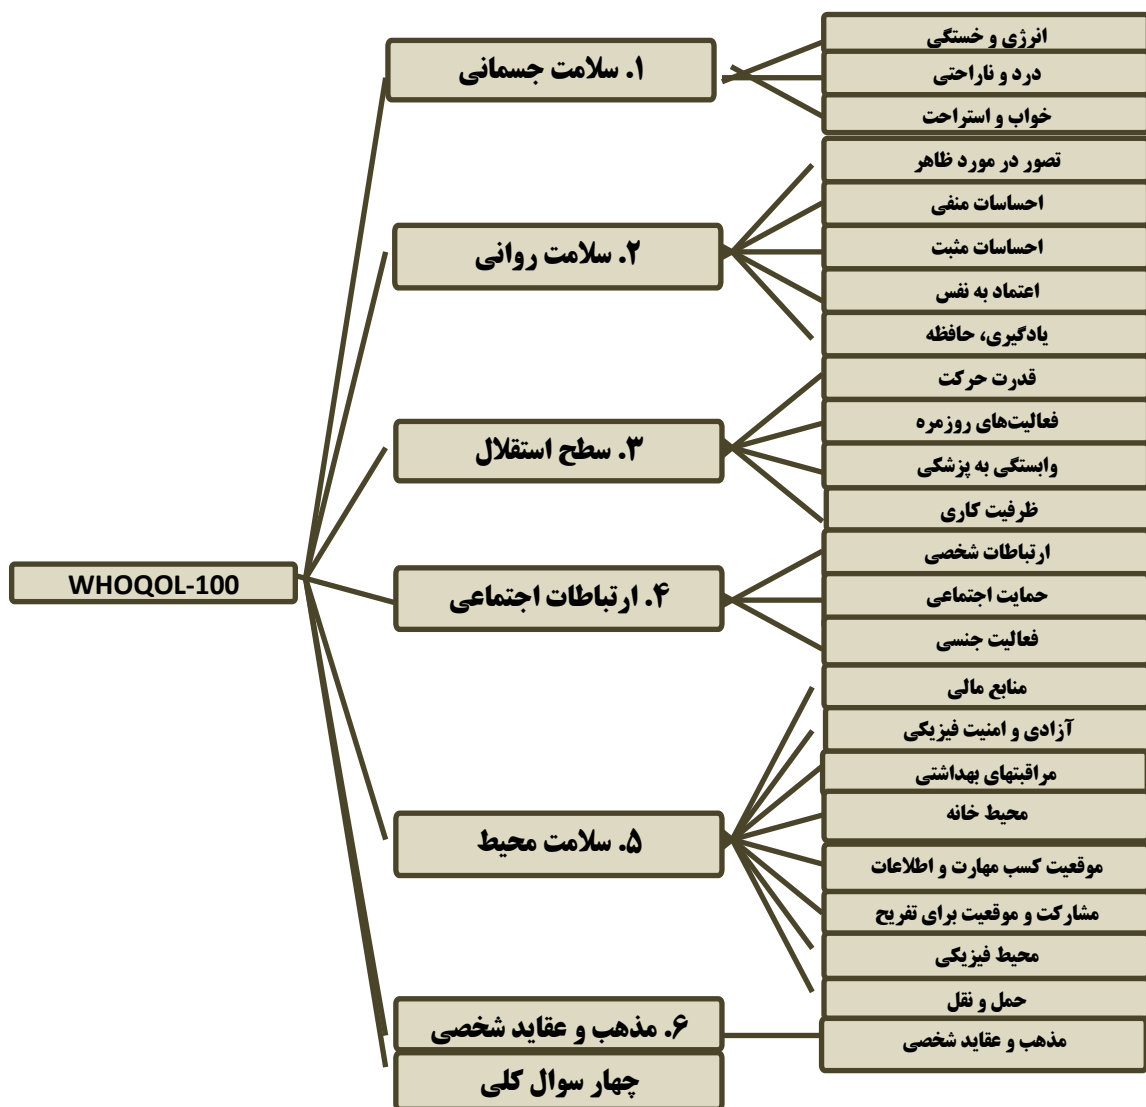 WHOQOL-100
۱. سلامت جسمانی
انرژی و خستگی
درد و ناراحتی
خواب و استراحت
۲. سلامت روانی
تصور در مورد ظاهر
احساسات منفی
احساسات مثبت
اعتماد به نفس
یادگیری، حافظه
۳. سطح استقلال
قدرت حرکت
فعالیت‌های روزمره
وابستگی به پزشکی
ظرفیت کاری
۴. ارتباطات اجتماعی
ارتباطات شخصی
حمایت اجتماعی
فعالیت جنسی
۵. سلامت محیط
منابع مالی
آزادی و امنیت فیزیکی
مراقبتهای بهداشتی
محیط خانه
موقعیت کسب مهارت و اطلاعات
مشارکت و موقعیت برای تفریح
محیط فیزیکی
حمل و نقل
۶. مذهب و عقاید شخصی
مذهب و عقاید شخصی
چهار سوال کلی